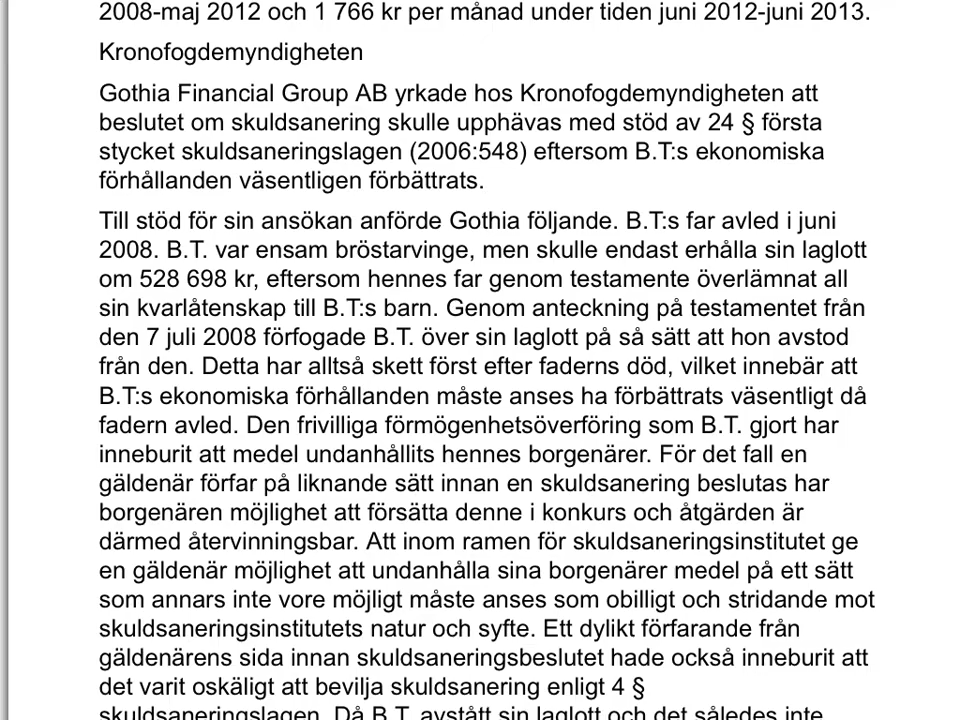 2008-maj 2012 och 1 766 kr per månad under tiden juni 2012-juni 2013.
Kronofogdemyndigheten
Gothia Financial Group AB yrkade hos Kronofogdemyndigheten att
beslutet om skuldsanering skulle upphävas med stöd av 24 § första
stycket skuldsaneringslagen (2006:548) eftersom B.T:s ekonomiska
förhållanden väsentligen förbättrats.
Till stöd för sin ansökan anförde Gothia följande. B.T:s far avled i juni
2008. B.T. var ensam bröstarvinge, men skulle endast erhålla sin laglott
om 528 698 kr, eftersom hennes far genom testamente överlämnat all
sin kvarlåtenskap till B.T:s barn. Genom anteckning på testamentet från
den 7 juli 2008 förfogade B.T. över sin laglott på så sätt att hon avstod
från den. Detta har alltså skett först efter faderns död, vilket innebär att
B.T:s ekonomiska förhållanden måste anses ha förbättrats väsentligt då
fadern avled. Den frivilliga förmögenhetsöverföring som B.T. gjort har
inneburit att medel undanhållits hennes borgenärer. För det fall en
gäldenär förfar på liknande sätt innan en skuldsanering beslutas har
borgenären möjlighet att försätta denne i konkurs och åtgärden är
därmed återvinningsbar. Att inom ramen för skuldsaneringsinstitutet ge
en gäldenär möjlighet att undanhålla sina borgenärer medel på ett sätt
som annars inte vore möjligt måste anses som obilligt och stridande mot
skuldsaneringsinstitutets natur och syfte. Ett dylikt förfarande från
gäldenärens sida innan skuldsaneringsbeslutet hade också inneburit att
det varit oskäligt att bevilja skuldsanering enligt 4 §
skuldsaneringslagen. Då B.T. avstått sin laglott och det således inte